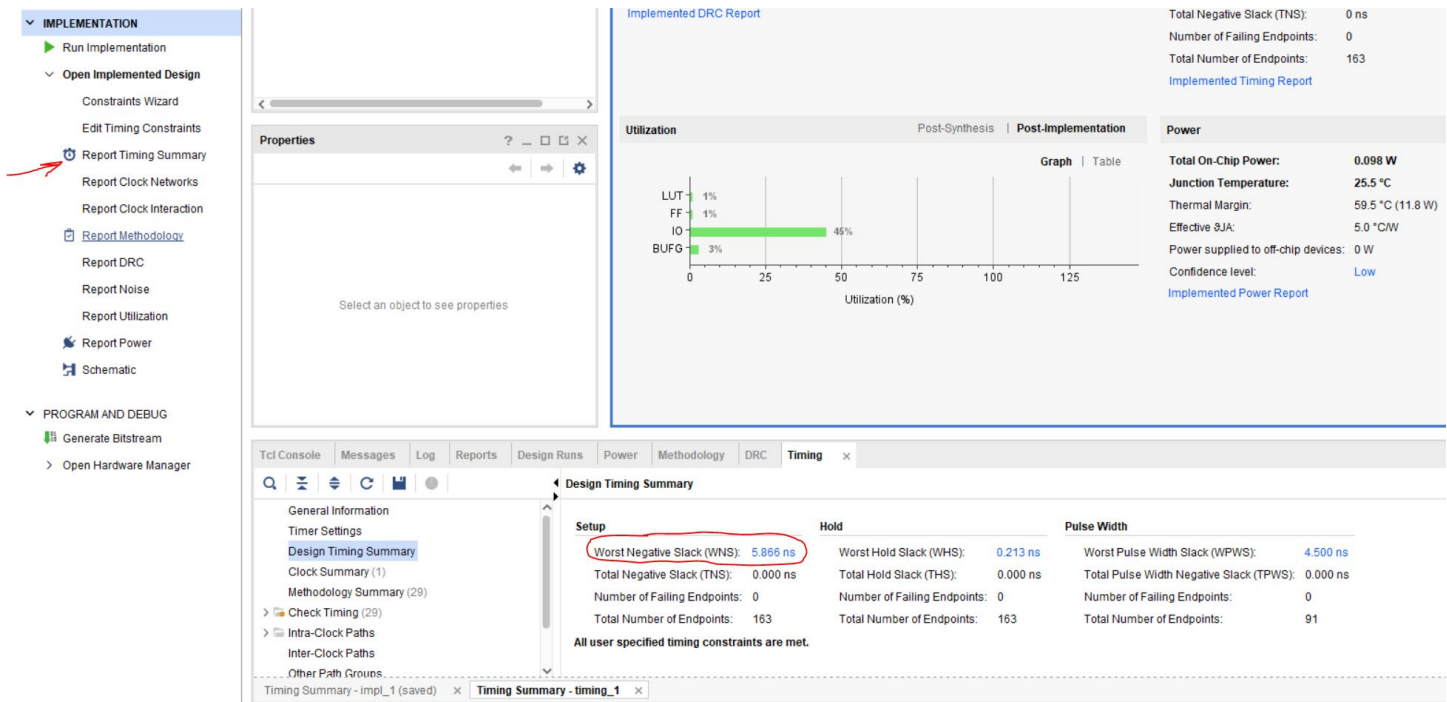 IMPLEMENTATION
Run Implementation
Open Implemented Design
Constraints Wizard
Edit Timing Constraints
Report Timing Summary
Report Clock Networks
Report Clock Interaction
Report Methodology
Report DRC
Report Noise
Report Utilization
Report Power
Schematic
PROGRAM AND DEBUG
Generate Bitstream
Open Hardware Manager
Properties
? _
Select an object to see properties
Implemented DRC Report
Total Negative Slack (TNS): 0 ns
Number of Failing Endpoints: 0
Total Number of Endpoints: 163
Implemented Timing Report
Utilization Post-Synthesis | Post-Implementation
Graph | Table
LUT 1%
FF 1%
IO 45%
BUFG 3%
0 25 50 75 100 125
Utilization (%)
Power
Total On-Chip Power: 0.098 W
Junction Temperature: 25.5 °C
Thermal Margin: 59.5 °C (11.8 W)
Effective ϑJA: 5.0 °C/W
Power supplied to off-chip devices: 0 W
Confidence level: Low
Implemented Power Report
Tcl Console Messages Log Reports Design Runs Power Methodology DRC Timing ×
General Information
Timer Settings
Design Timing Summary
Clock Summary (1)
Methodology Summary (29)
Check Timing (29)
Intra-Clock Paths
Inter-Clock Paths
Other Path Groups
Design Timing Summary
Setup Hold Pulse Width
Worst Negative Slack (WNS): 5.866 ns Worst Hold Slack (WHS): 0.213 ns Worst Pulse Width Slack (WPWS): 4.500 ns
Total Negative Slack (TNS): 0.000 ns Total Hold Slack (THS): 0.000 ns Total Pulse Width Negative Slack (TPWS): 0.000 ns
Number of Failing Endpoints: 0 Number of Failing Endpoints: 0 Number of Failing Endpoints: 0
Total Number of Endpoints: 163 Total Number of Endpoints: 163 Total Number of Endpoints: 91
All user specified timing constraints are met.
Timing Summary - impl_1 (saved) × Timing Summary - timing_1 ×